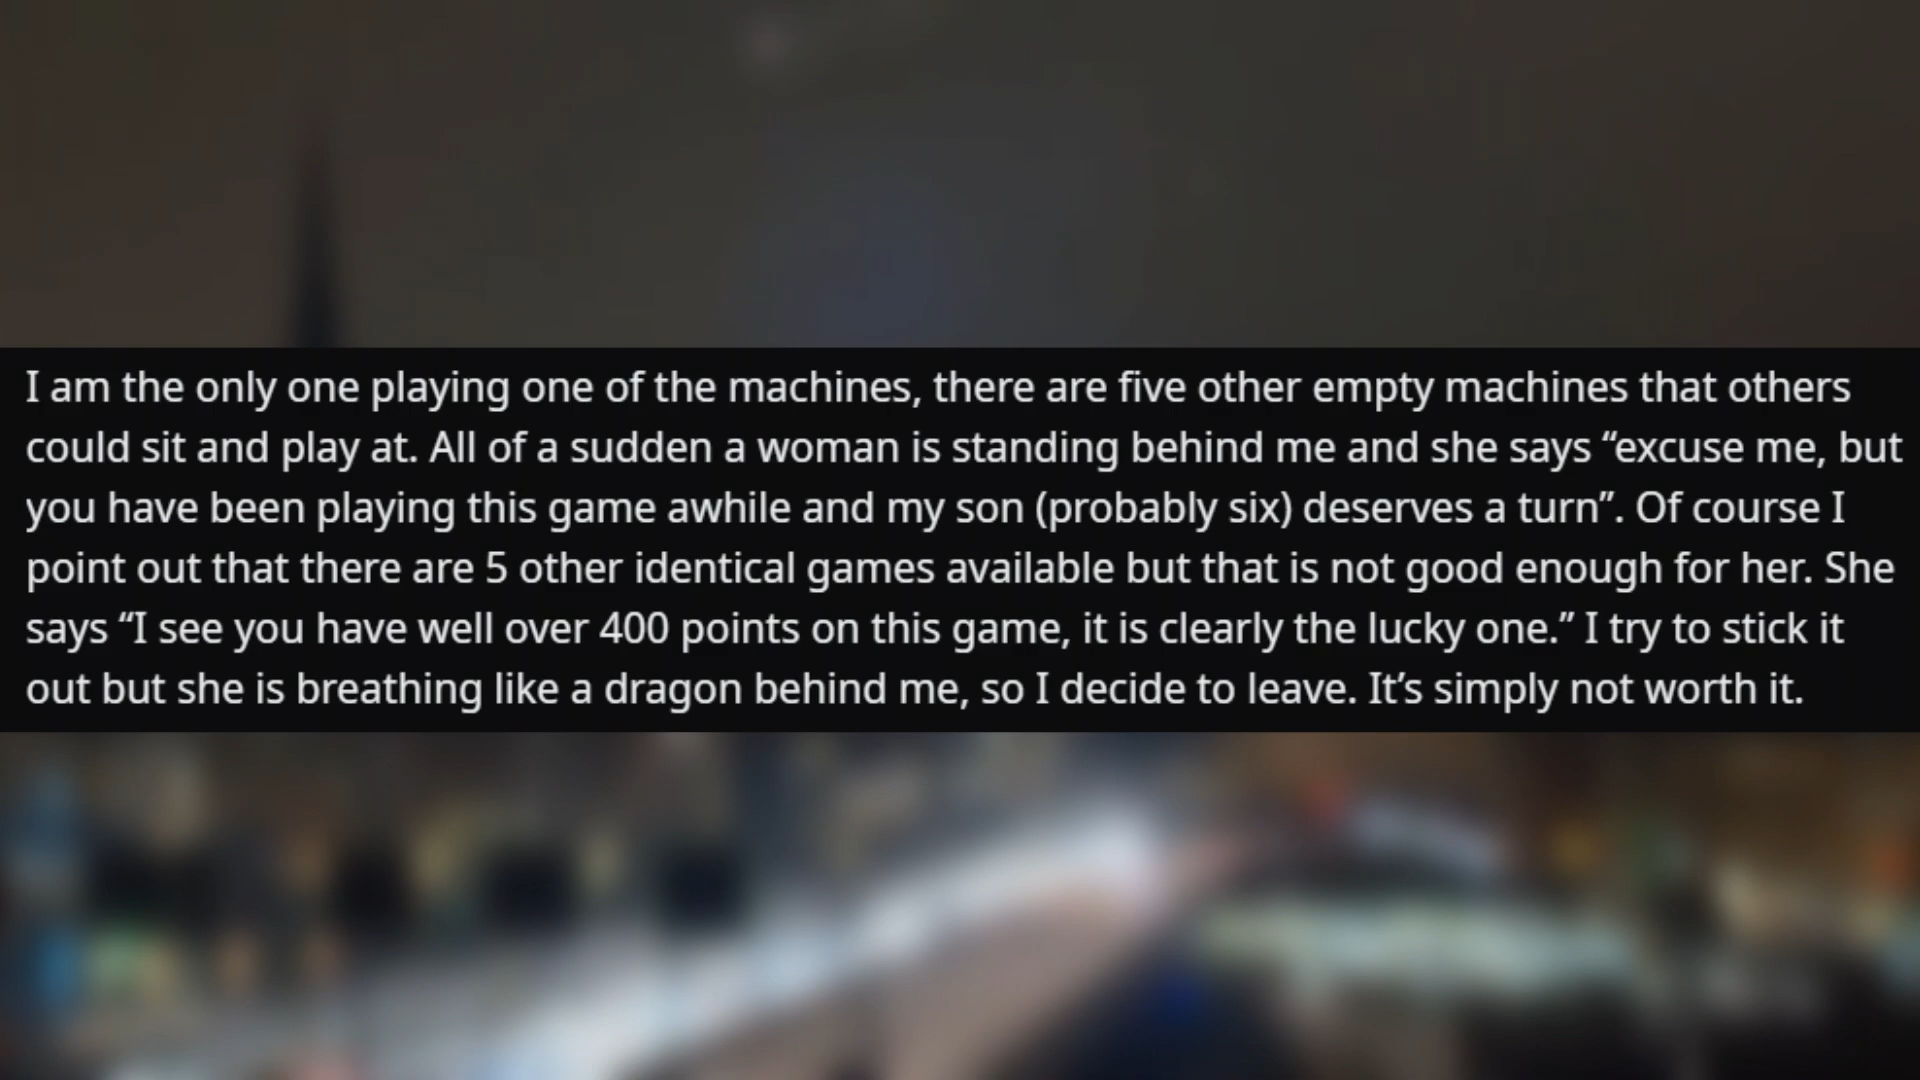 I am the only one playing one of the machines, there are five other empty machines that others
could sit and play at. All of a sudden a woman is standing behind me and she says “excuse me, but
you have been playing this game awhile and my son (probably six) deserves a turn”. Of course I
point out that there are 5 other identical games available but that is not good enough for her. She
says “I see you have well over 400 points on this game, it is clearly the lucky one.” I try to stick it
out but she is breathing like a dragon behind me, so I decide to leave. It’s simply not worth it.